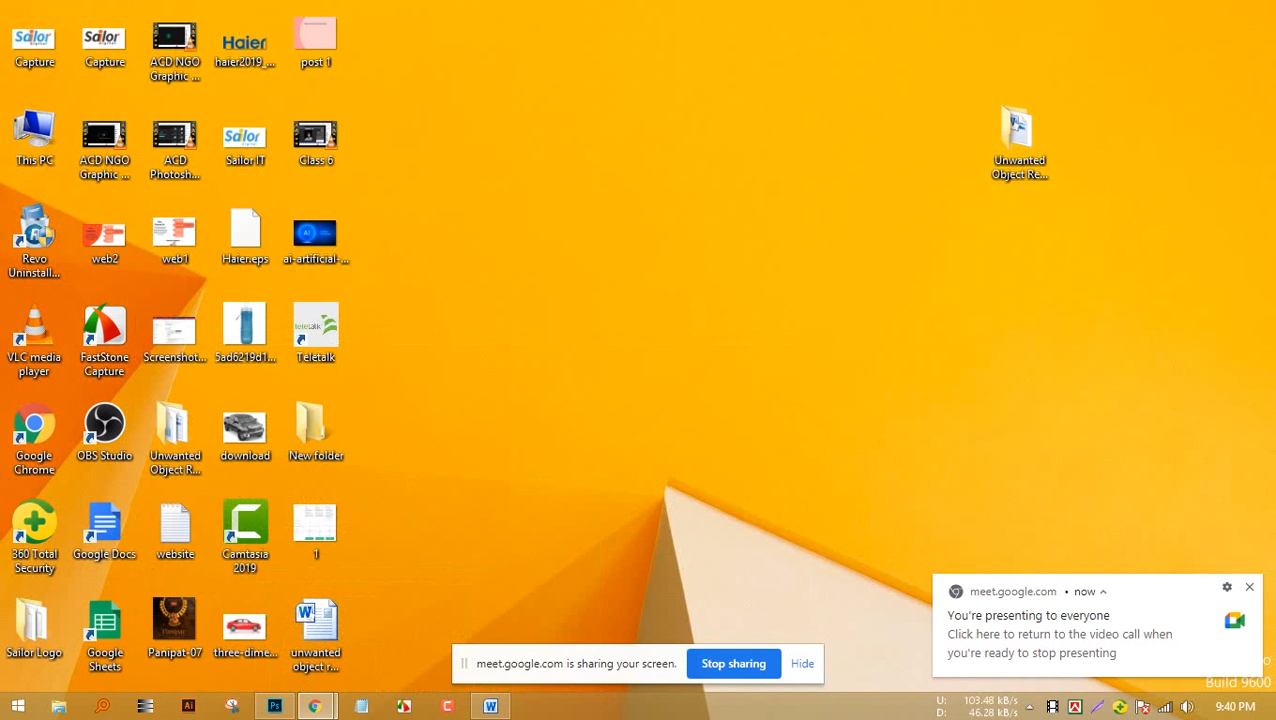 Capture
Capture
ACD NGO
Graphic ...
haier2019_...
post 1
This PC
ACD NGO
Graphic ...
ACD
Photosh...
Sailor IT
Class 6
Revo
Uninstall...
web2
web1
Haier.eps
ai-artificial-...
VLC media
player
FastStone
Capture
Screenshot...
5ad6219d1...
Teletalk
Google
Chrome
OBS Studio
Unwanted
Object R...
download
New folder
360 Total
Security
Google Docs
website
Camtasia
2019
1
Sailor Logo
Google
Sheets
Panipat-07
three-dime...
unwanted
object r...
Unwanted
Object Re...
Sailor
Digital
Sailor
Digital
Haier
Sailor
AI
teletalk
meet.google.com • now
You're presenting to everyone
Click here to return to the video call when
you're ready to stop presenting
meet.google.com is sharing your screen.
Stop sharing
Hide
Build 9600
Ai
Ps
W
U: 103.48 kB/s
D: 46.28 kB/s
9:40 PM